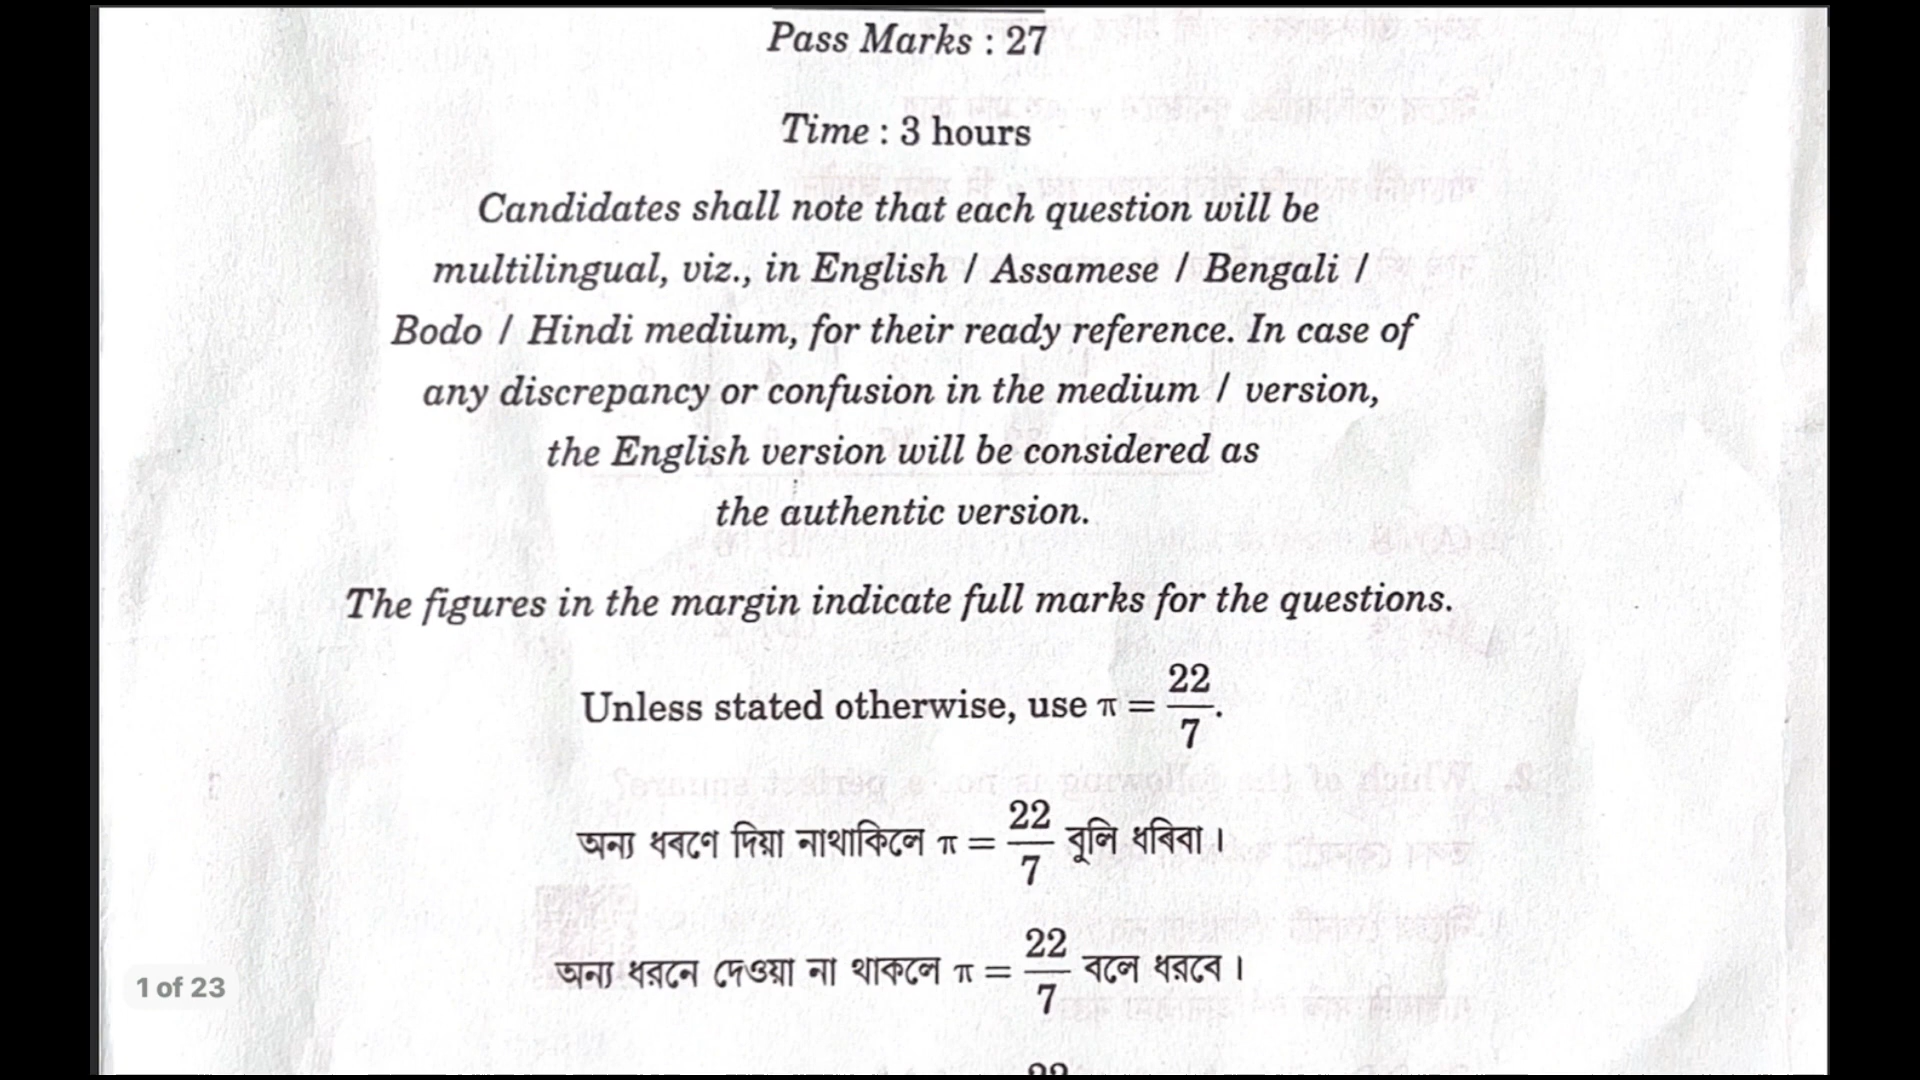 Pass Marks : 27
Time : 3 hours
Candidates shall note that each question will be
multilingual, viz., in English / Assamese / Bengali /
Bodo / Hindi medium, for their ready reference. In case of
any discrepancy or confusion in the medium / version,
the English version will be considered as
the authentic version.
The figures in the margin indicate full marks for the questions.
Unless stated otherwise, use π = 22/7.
অন্য ধৰণে দিয়া নাথাকিলে π = 22/7 বুলি ধৰিবা ।
অন্য ধরনে দেওয়া না থাকলে π = 22/7 বলে ধরবে ।
1 of 23